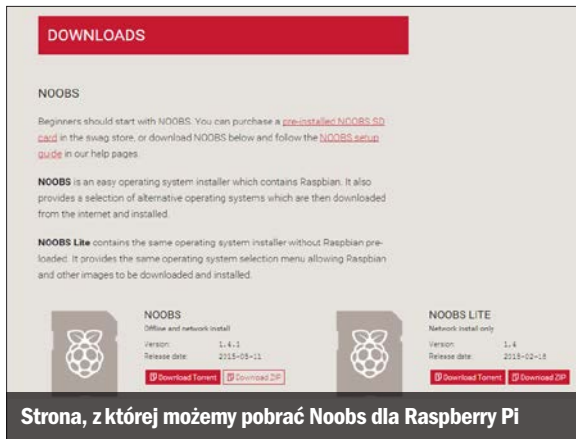 DOWNLOADS
NOOBS
Beginners should start with NOOBS. You can purchase a pre-installed NOOBS SD
card in the swag store, or download NOOBS below and follow the NOOBS setup
guide in our help pages.
NOOBS is an easy operating system installer which contains Raspbian. It also
provides a selection of alternative operating systems which are then downloaded
from the internet and installed.
NOOBS Lite contains the same operating system installer without Raspbian pre-
loaded. It provides the same operating system selection menu allowing Raspbian
and other images to be downloaded and installed.
NOOBS
Offline and network install
Version: 1.4.1
Release date: 2015-05-11
Download Torrent Download ZIP
NOOBS LITE
Network install only
Version: 1.4
Release date: 2015-02-18
Download Torrent Download ZIP
Strona, z której możemy pobrać Noobs dla Raspberry Pi